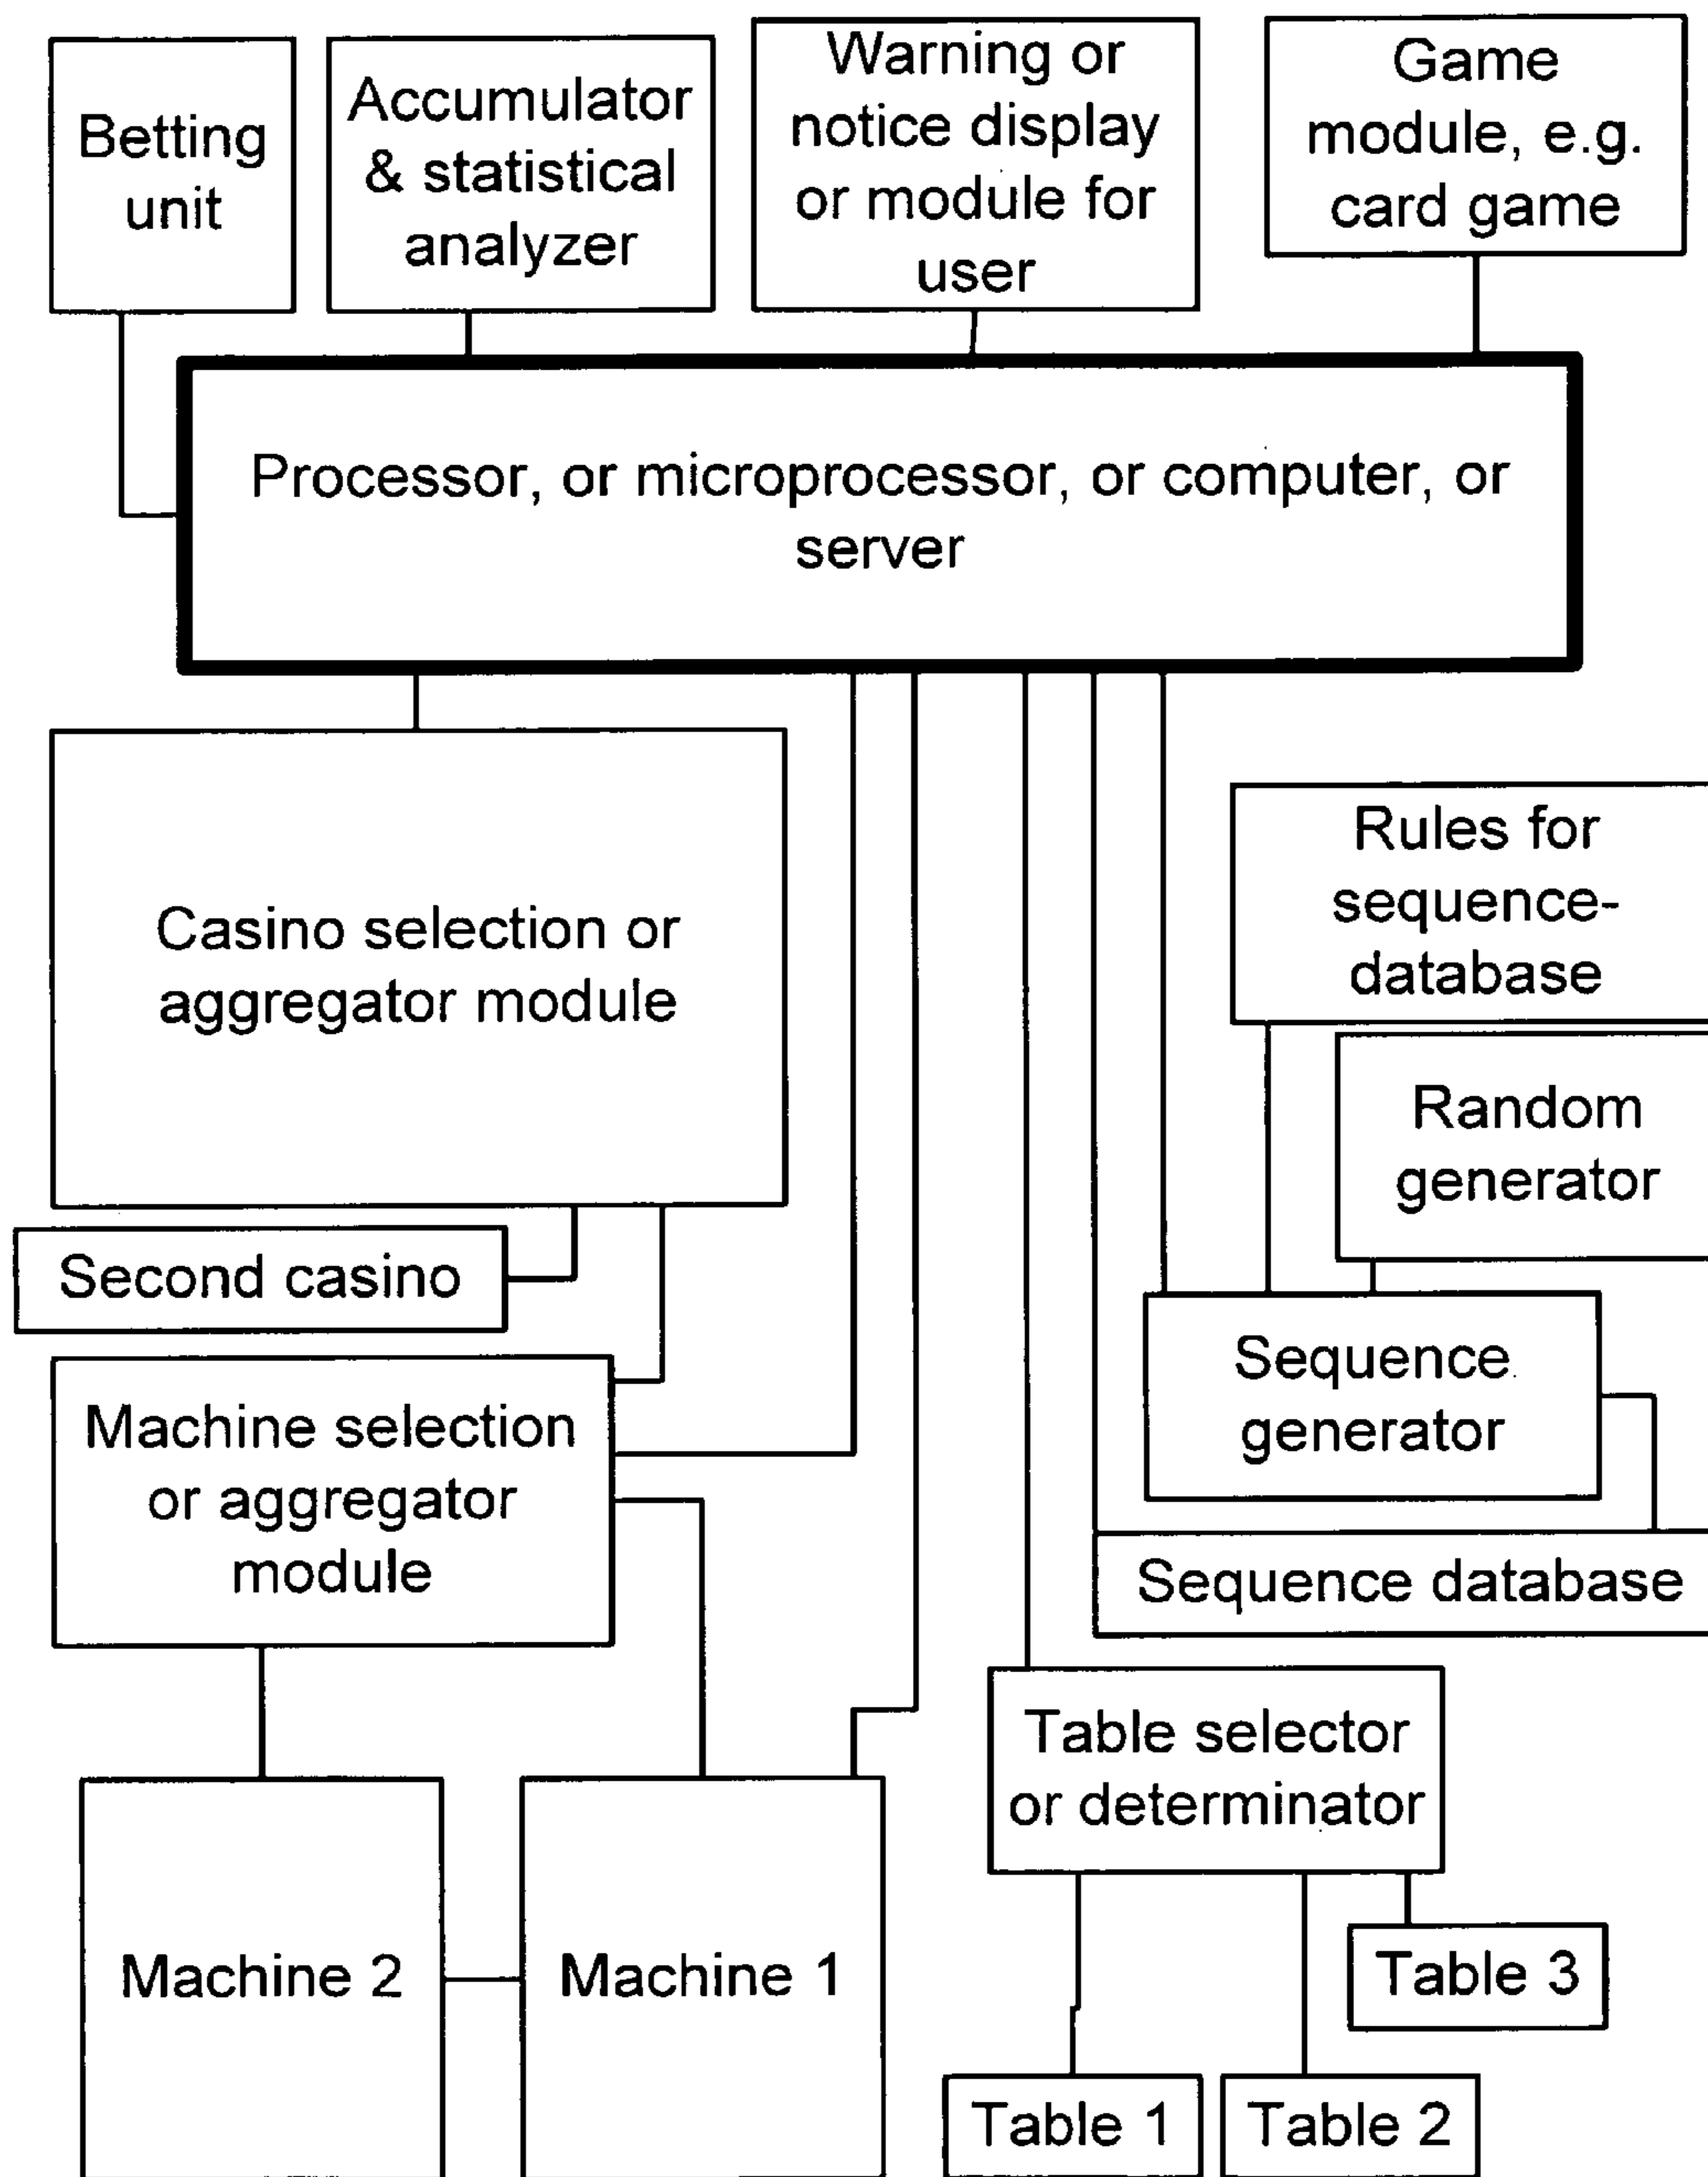 Betting
unit
Accumulator
& statistical
analyzer
Warning or
notice display
or module for
user
Game
module, e.g.
card game
Processor, or microprocessor, or computer, or
server
Casino selection or
aggregator module
Rules for
sequence-
database
Random
generator
Second casino
Sequence
generator
Machine selection
or aggregator
module
Sequence database
Table selector
or determinator
Machine 2
Machine 1
Table 3
Table 1
Table 2